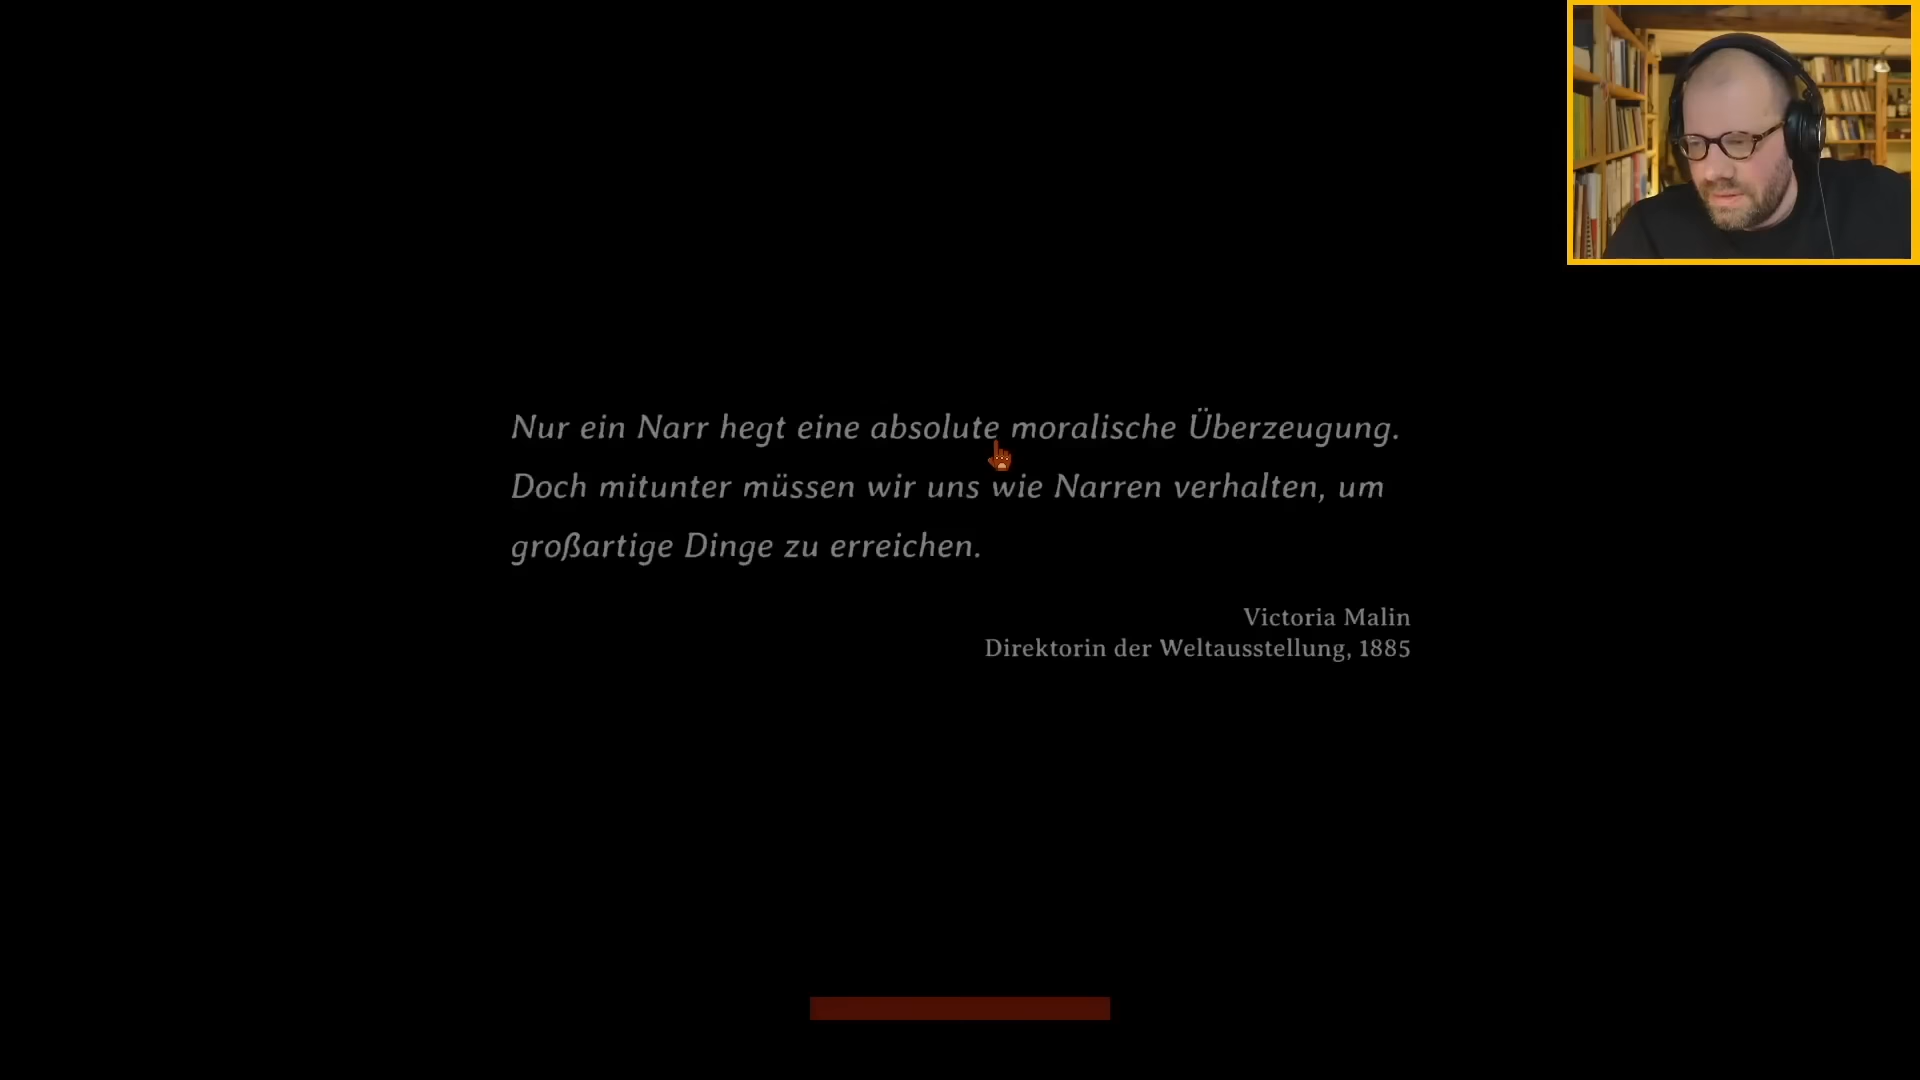 Nur ein Narr hegt eine absolute moralische Überzeugung.
Doch mitunter müssen wir uns wie Narren verhalten, um
großartige Dinge zu erreichen.
Victoria Malin
Direktorin der Weltausstellung, 1885